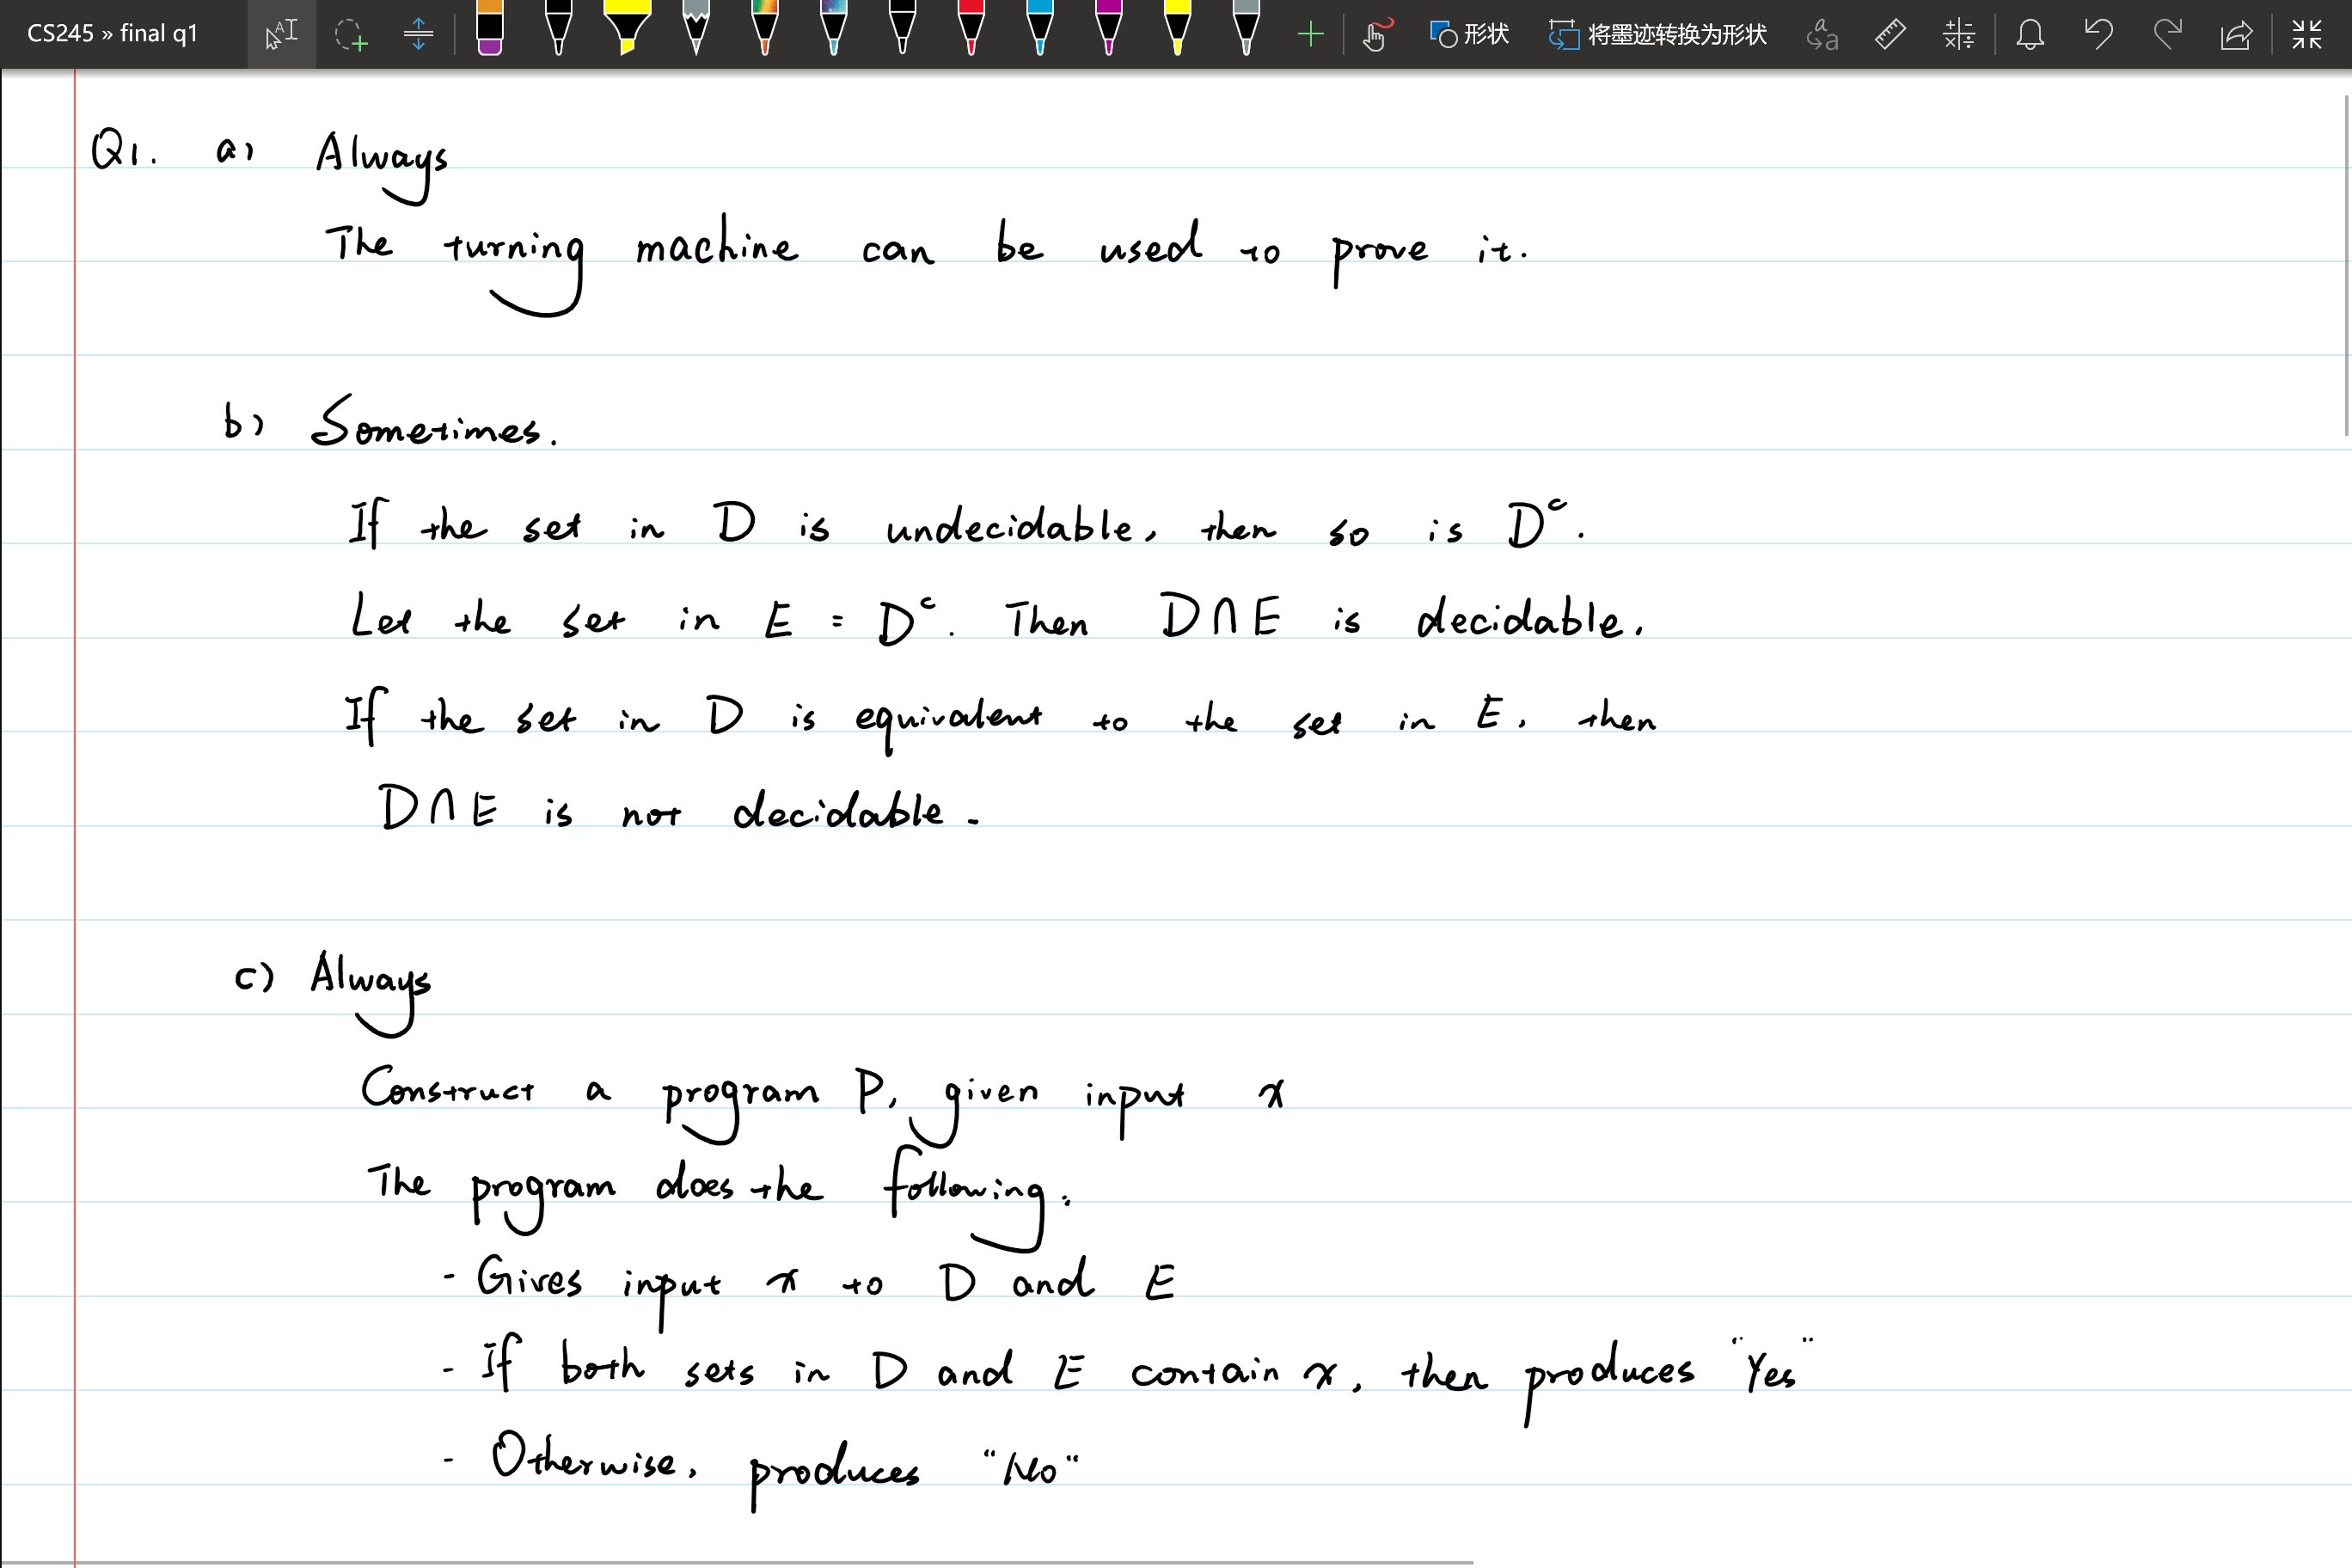 CS245 » final q1
形状
将墨迹转换为形状
Q1. a) Always
The turning machine can be used to prove it.
b) Sometimes.
If the set in D is undecidable, then so is Dᶜ.
Let the set in E = Dᶜ. Then D∩E is decidable.
If the set in D is equivalent to the set in E, then
D∩E is not decidable.
c) Always
Construct a program P, given input x
The program does the following:
- Gives input x to D and E
- If both sets in D and E contain x, then produces "Yes"
- Otherwise, produces "No"